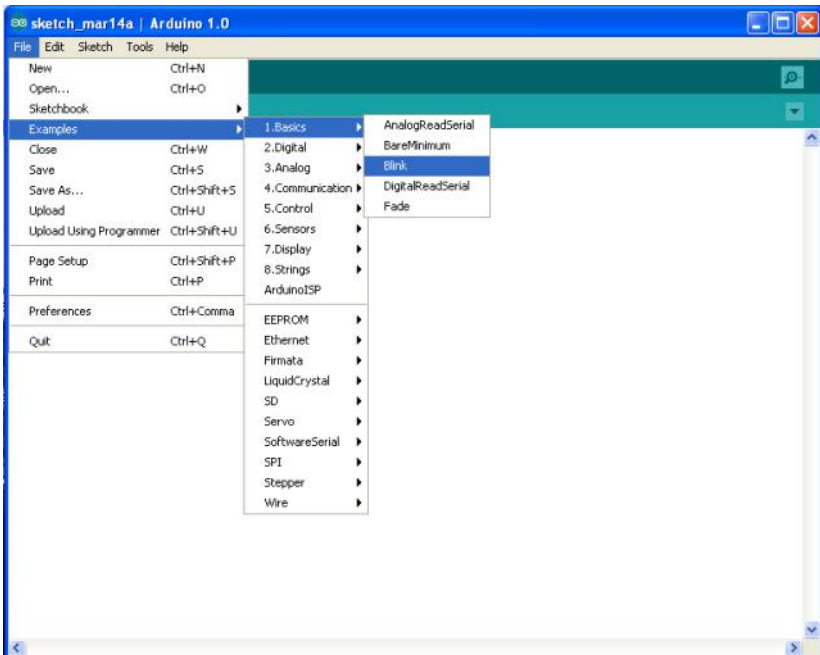 sketch_mar14a | Arduino 1.0
File Edit Sketch Tools Help
New Ctrl+N
Open... Ctrl+O
Sketchbook
Examples
Close Ctrl+W
Save Ctrl+S
Save As... Ctrl+Shift+S
Upload Ctrl+U
Upload Using Programmer Ctrl+Shift+U
Page Setup Ctrl+Shift+P
Print Ctrl+P
Preferences Ctrl+Comma
Quit Ctrl+Q
1.Basics
2.Digital
3.Analog
4.Communication
5.Control
6.Sensors
7.Display
8.Strings
ArduinoISP
EEPROM
Ethernet
Firmata
LiquidCrystal
SD
Servo
SoftwareSerial
SPI
Stepper
Wire
AnalogReadSerial
BareMinimum
Blink
DigitalReadSerial
Fade